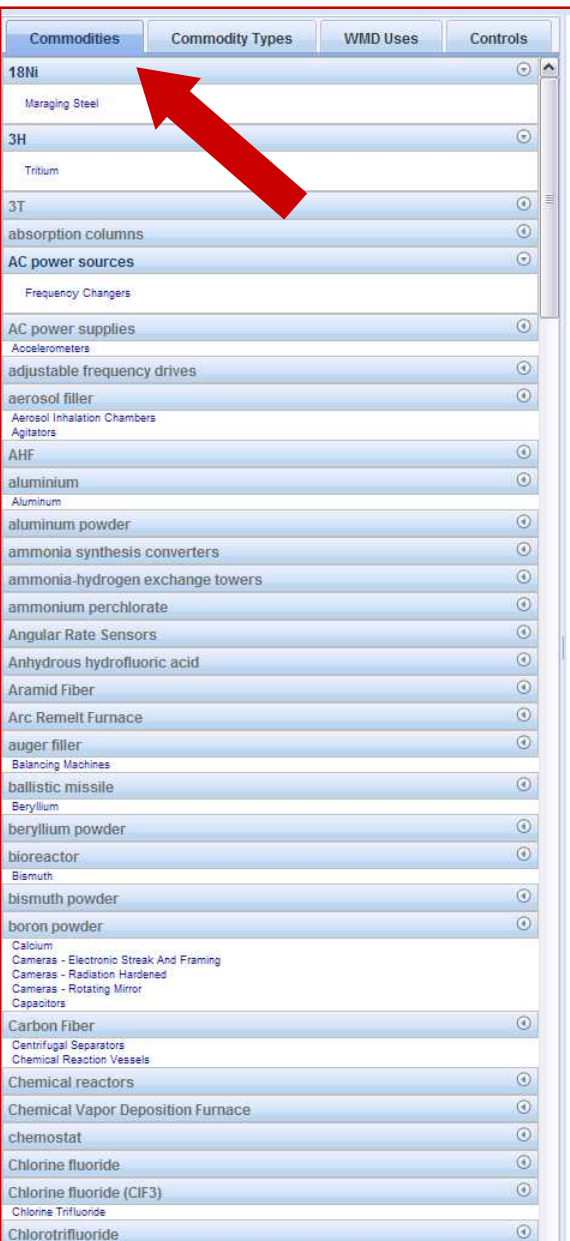 Commodities Commodity Types WMD Uses Controls
18Ni
Maraging Steel
3H
Tritium
3T
absorption columns
AC power sources
Frequency Changers
AC power supplies
Accelerometers
adjustable frequency drives
aerosol filler
Aerosol Inhalation Chambers
Agitators
AHF
aluminium
Aluminum
aluminum powder
ammonia synthesis converters
ammonia-hydrogen exchange towers
ammonium perchlorate
Angular Rate Sensors
Anhydrous hydrofluoric acid
Aramid Fiber
Arc Remelt Furnace
auger filler
Balancing Machines
ballistic missile
Beryllium
beryllium powder
bioreactor
Bismuth
bismuth powder
boron powder
Calcium
Cameras - Electronic Streak And Framing
Cameras - Radiation Hardened
Cameras - Rotating Mirror
Capacitors
Carbon Fiber
Centrifugal Separators
Chemical Reaction Vessels
Chemical reactors
Chemical Vapor Deposition Furnace
chemostat
Chlorine fluoride
Chlorine fluoride (ClF3)
Chlorine Trifluoride
Chlorotrifluoride